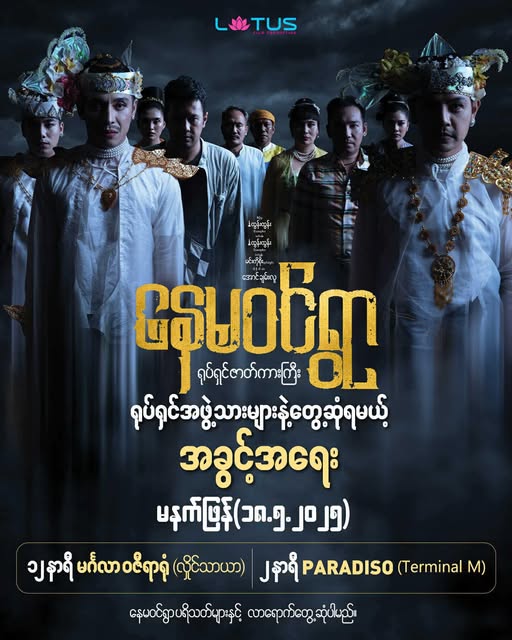 LOTUS
FILM PRODUCTION
နေမဝင်ရွာ
ရုပ်ရှင်ဇာတ်ကားကြီး
ရုပ်ရှင်အဖွဲ့သားများနဲ့တွေ့ဆုံရမယ့်
အခွင့်အရေး
မနက်ဖြန်(၁၈.၅.၂၀၂၅)
၁၂နာရီ မင်္ဂလာဝဇီရာရုံ (လှိုင်သာယာ) ၂နာရီ PARADISO (Terminal M)
နေမဝင်ရွာပရိသတ်များနှင့် လာရောက်တွေ့ဆုံပါမည်။